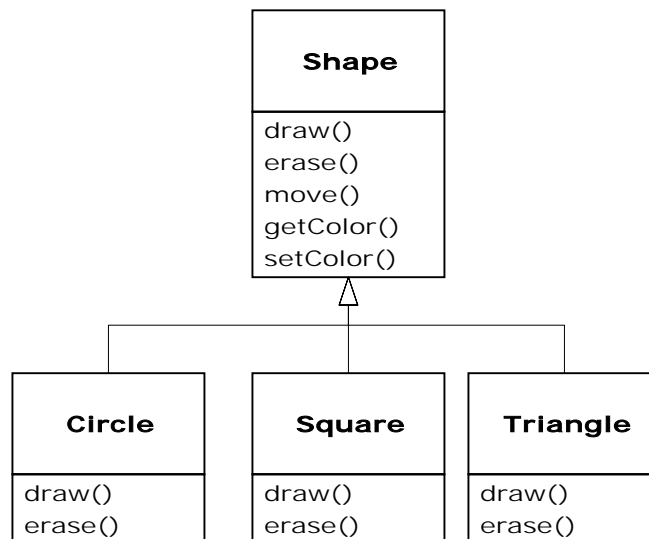 Shape
draw()
erase()
move()
getColor()
setColor()
Circle
draw()
erase()
Square
draw()
erase()
Triangle
draw()
erase()